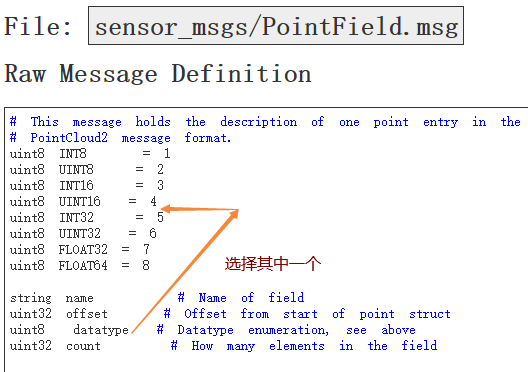 File: sensor_msgs/PointField.msg
Raw Message Definition
# This message holds the description of one point entry in the
# PointCloud2 message format.
uint8 INT8 = 1
uint8 UINT8 = 2
uint8 INT16 = 3
uint8 UINT16 = 4
uint8 INT32 = 5
uint8 UINT32 = 6
uint8 FLOAT32 = 7
uint8 FLOAT64 = 8
选择其中一个
string name # Name of field
uint32 offset # Offset from start of point struct
uint8 datatype # Datatype enumeration, see above
uint32 count # How many elements in the field